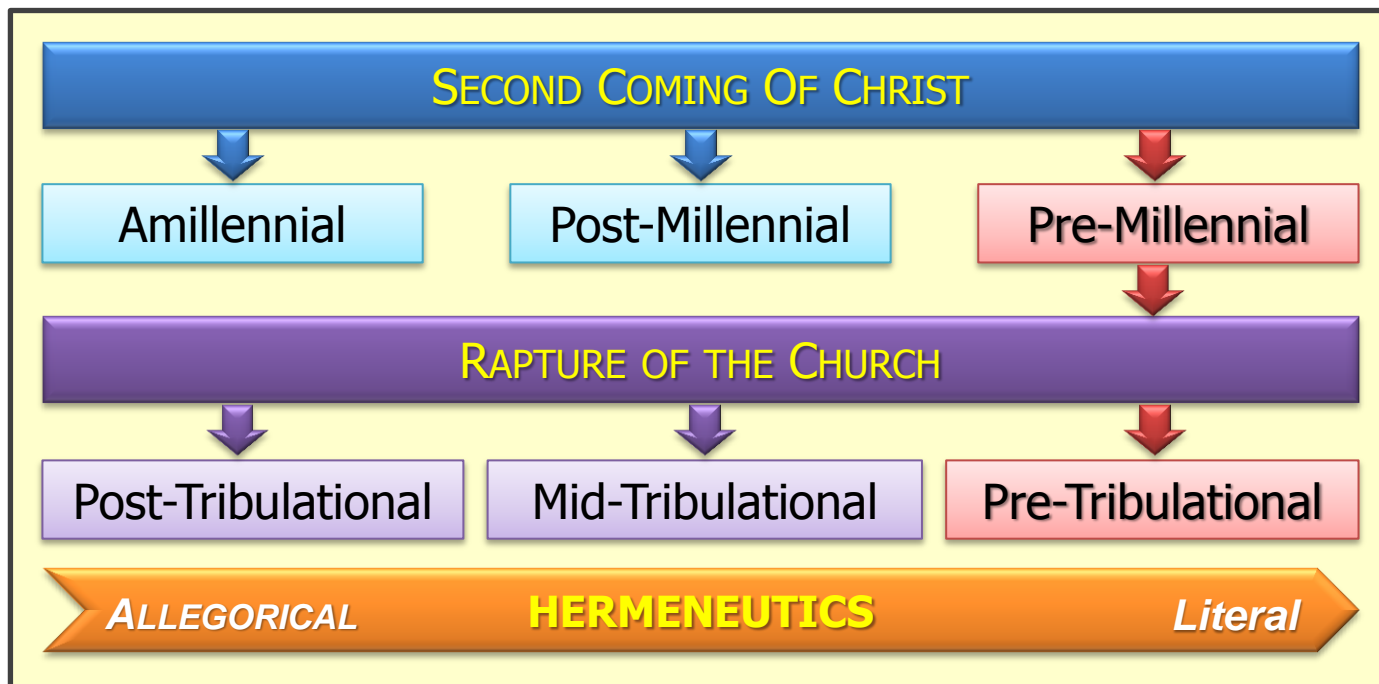 SECOND COMING OF CHRIST
Amillennial Post-Millennial Pre-Millennial
RAPTURE OF THE CHURCH
Post-Tribulational Mid-Tribulational Pre-Tribulational
ALLEGORICAL HERMENEUTICS Literal